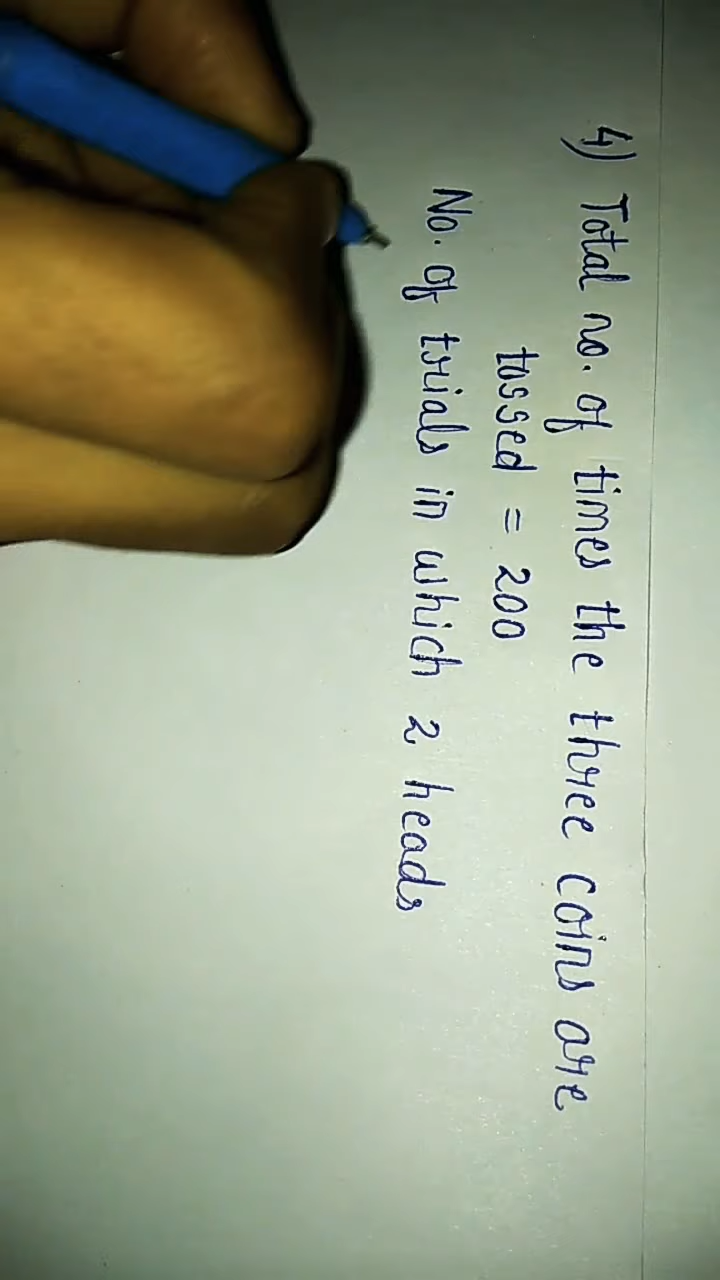 4) Total no. of times the three coins are
tossed = 200
No. of trials in which 2 heads